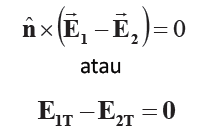 n̂×(E⃗₁ − E⃗₂)=0
atau
E₁T − E₂T = 0